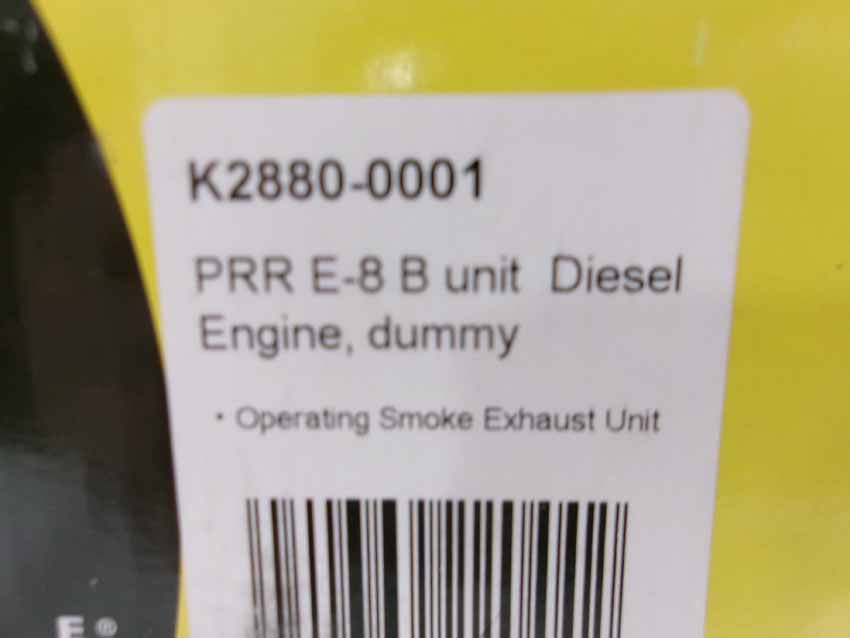 K2880-0001
PRR E-8 B unit Diesel
Engine, dummy
• Operating Smoke Exhaust Unit
E®